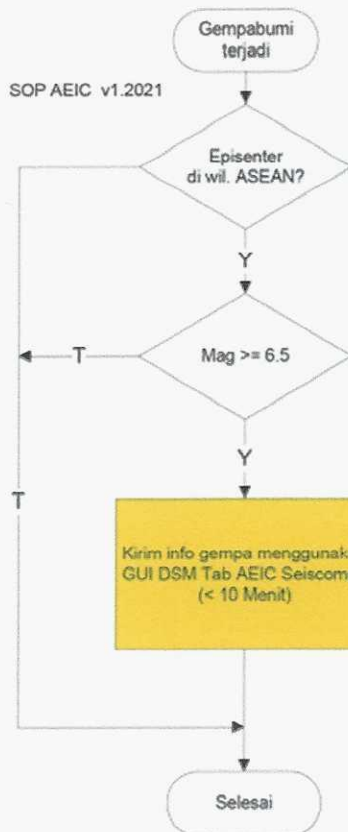 Gempabumi
terjadi
SOP AEIC v1.2021
Episenter
di wil. ASEAN?
Y
T
Mag >= 6.5
Y
T
Kirim info gempa menggunak
GUI DSM Tab AEIC Seiscom
(< 10 Menit)
Selesai